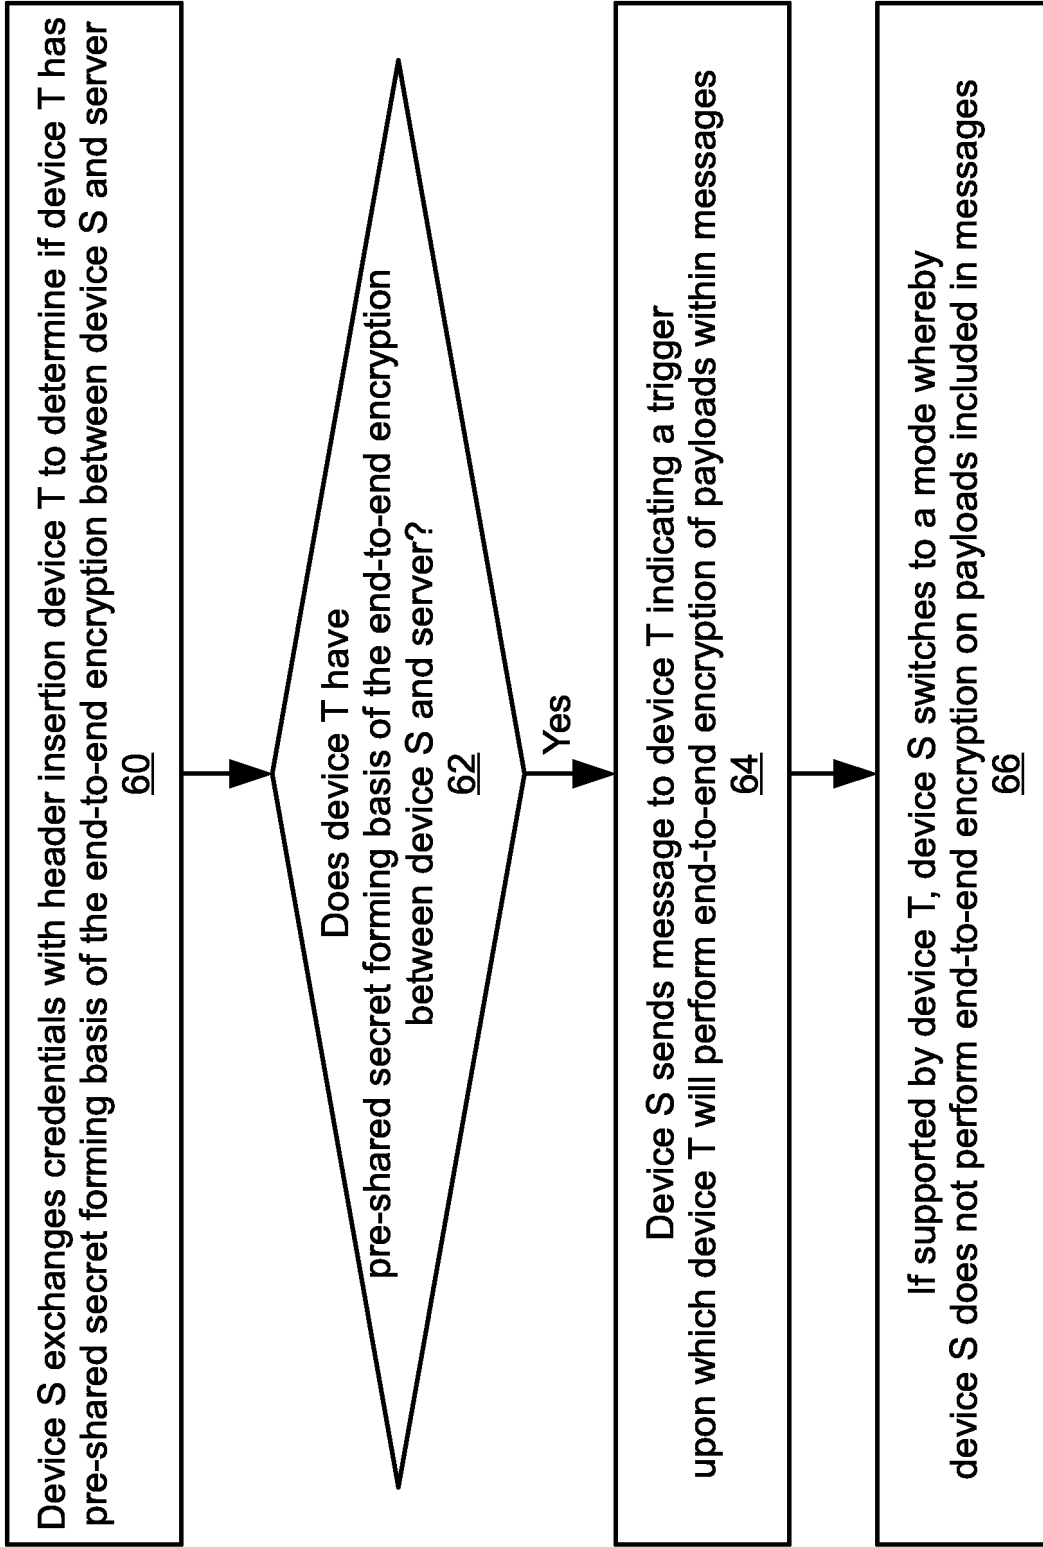 Device S exchanges credentials with header insertion device T to determine if device T has
pre-shared secret forming basis of the end-to-end encryption between device S and server
60
Does device T have
pre-shared secret forming basis of the end-to-end encryption
between device S and server?
62
Yes
Device S sends message to device T indicating a trigger
upon which device T will perform end-to-end encryption of payloads within messages
64
If supported by device T, device S switches to a mode whereby
device S does not perform end-to-end encryption on payloads included in messages
66